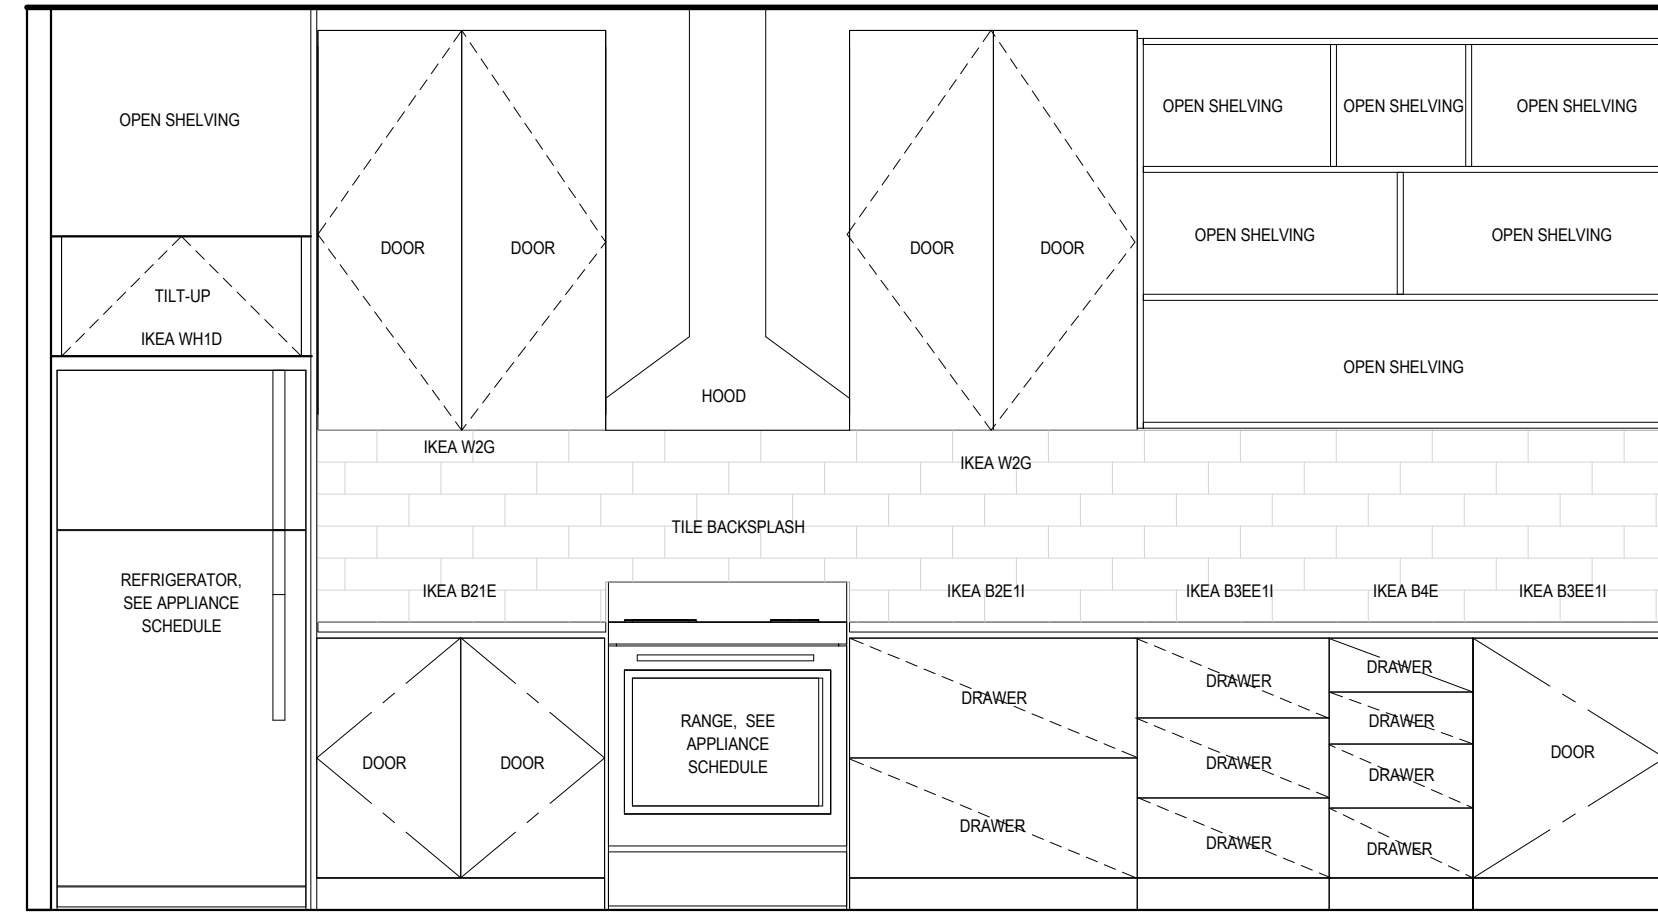 OPEN SHELVING
OPEN SHELVING
OPEN SHELVING
OPEN SHELVING
DOOR
DOOR
DOOR
DOOR
OPEN SHELVING
OPEN SHELVING
TILT-UP
IKEA WH1D
HOOD
OPEN SHELVING
IKEA W2G
IKEA W2G
TILE BACKSPLASH
REFRIGERATOR,
SEE APPLIANCE
SCHEDULE
IKEA B21E
IKEA B2E1I
IKEA B3EE1I
IKEA B4E
IKEA B3EE1I
DOOR
DOOR
RANGE, SEE
APPLIANCE
SCHEDULE
DRAWER
DRAWER
DRAWER
DRAWER
DRAWER
DRAWER
DRAWER
DRAWER
DRAWER
DOOR